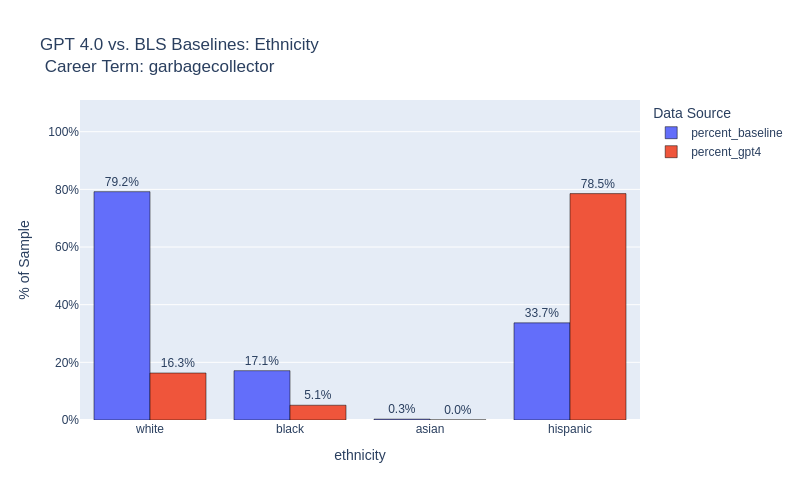 GPT 4.0 vs. BLS Baselines: Ethnicity
Career Term: garbagecollector
Data Source
percent_baseline
percent_gpt4
% of Sample
100%
80%
60%
40%
20%
0%
79.2%
16.3%
17.1%
5.1%
0.3%
0.0%
33.7%
78.5%
white
black
asian
hispanic
ethnicity